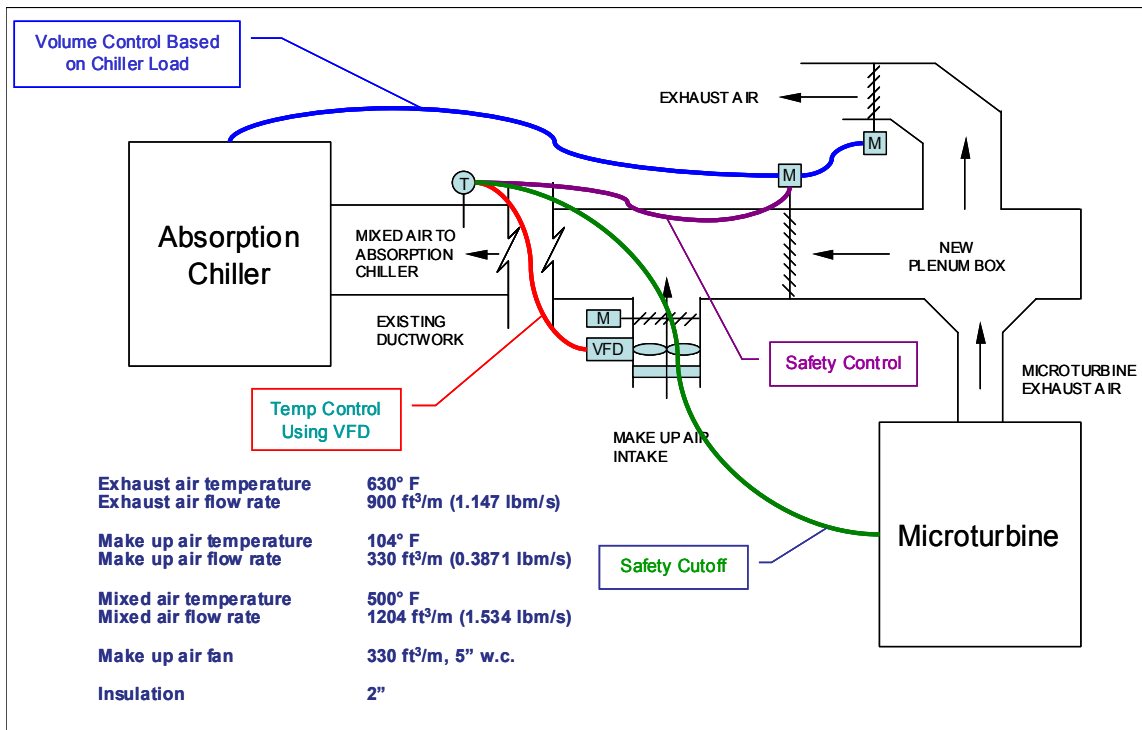 Volume Control Based
on Chiller Load
EXHAUST AIR
M
M
T
Absorption
Chiller
MIXED AIR TO
ABSORPTION
CHILLER
NEW
PLENUM BOX
EXISTING
DUCTWORK
M
VFD
Safety Control
MICROTURBINE
EXHAUST AIR
Temp Control
Using VFD
MAKE UP AIR
INTAKE
Microturbine
Safety Cutoff
Exhaust air temperature 630° F
Exhaust air flow rate 900 ft³/m (1.147 lbm/s)
Make up air temperature 104° F
Make up air flow rate 330 ft³/m (0.3871 lbm/s)
Mixed air temperature 500° F
Mixed air flow rate 1204 ft³/m (1.534 lbm/s)
Make up air fan 330 ft³/m, 5” w.c.
Insulation 2”